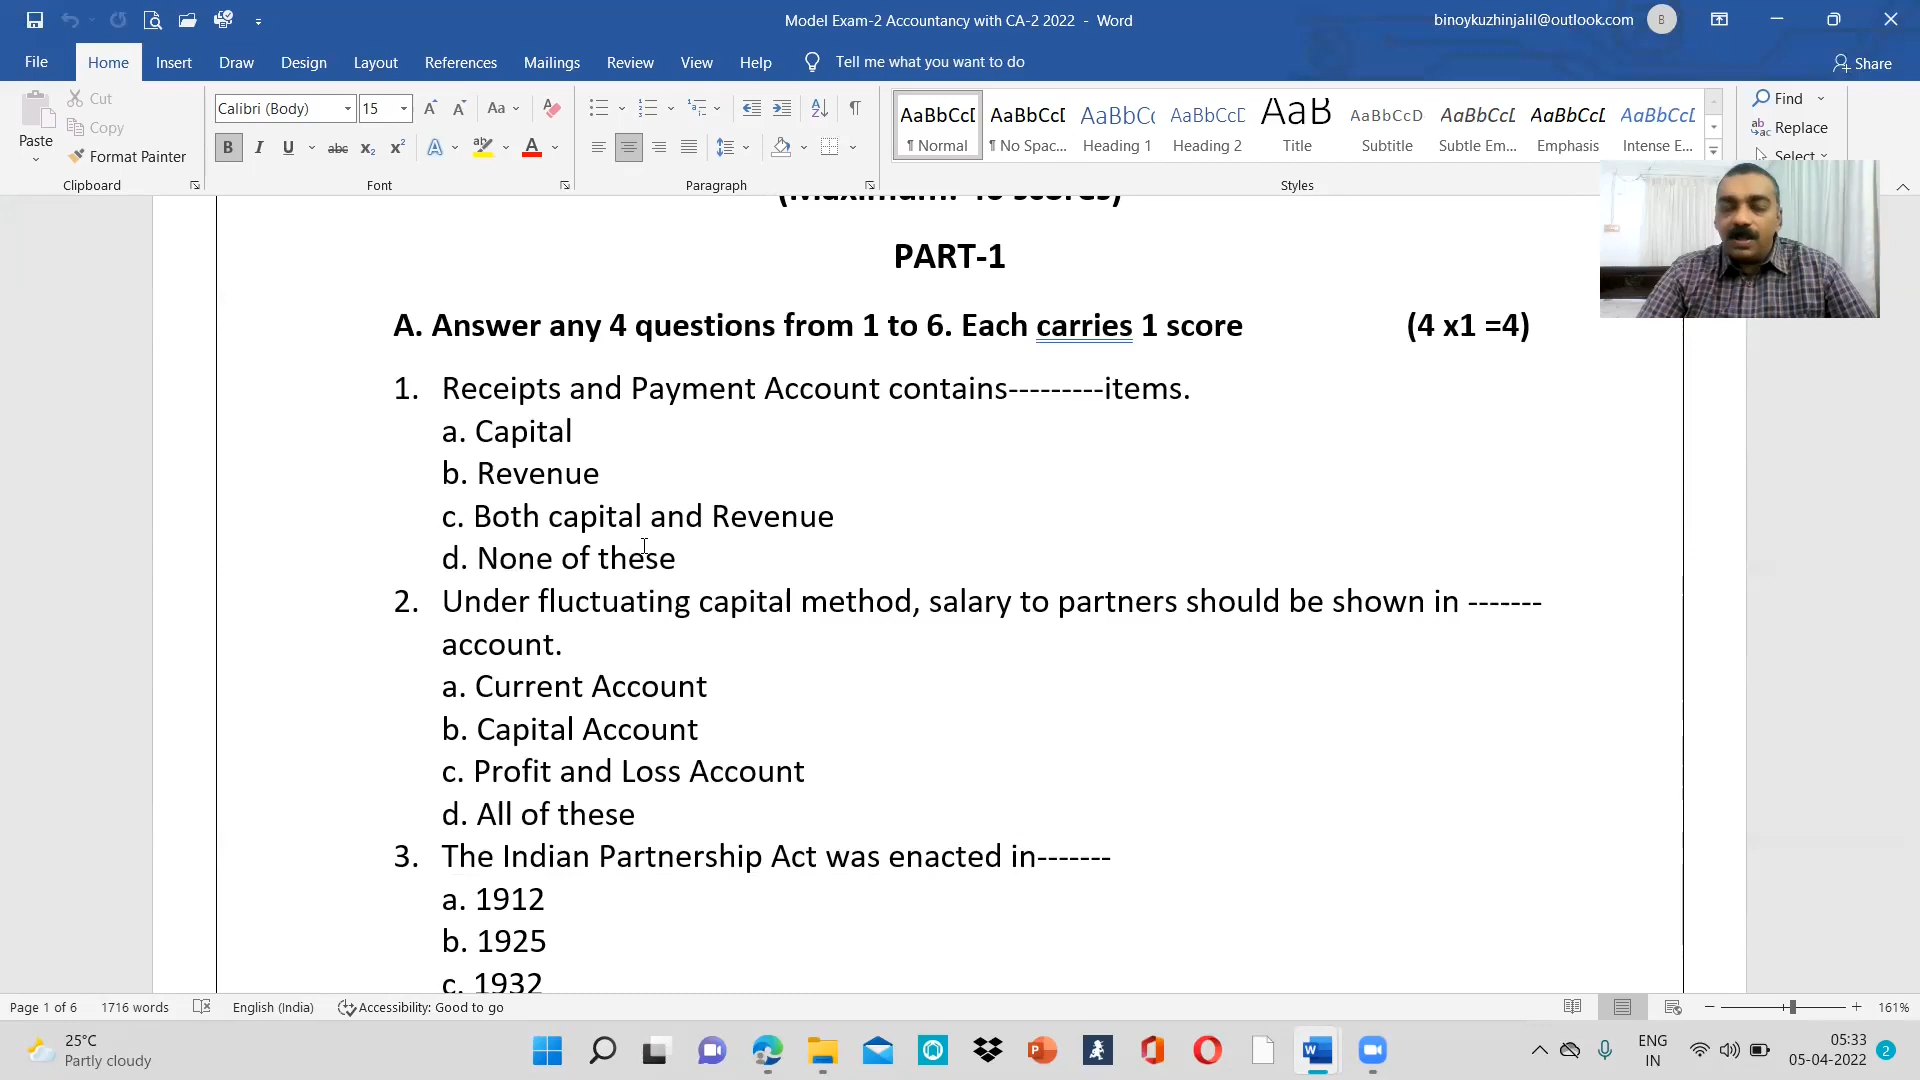 Model Exam-2 Accountancy with CA-2 2022 - Word
binoykuzhinjalil@outlook.com
B
File Home Insert Draw Design Layout References Mailings Review View Help Tell me what you want to do
Share
Paste
Cut
Copy
Format Painter
Clipboard
Calibri (Body) 15
Font
Paragraph
AaBbCcD
¶ Normal
AaBbCcD
¶ No Spac...
AaBbCc
Heading 1
AaBbCcD
Heading 2
AaB
Title
AaBbCcD
Subtitle
AaBbCcD
Subtle Em...
AaBbCcD
Emphasis
AaBbCcD
Intense E...
Styles
Find
Replace
Select
PART-1
A. Answer any 4 questions from 1 to 6. Each carries 1 score (4 x1 =4)
1. Receipts and Payment Account contains---------items.
a. Capital
b. Revenue
c. Both capital and Revenue
d. None of these
2. Under fluctuating capital method, salary to partners should be shown in -------
account.
a. Current Account
b. Capital Account
c. Profit and Loss Account
d. All of these
3. The Indian Partnership Act was enacted in-------
a. 1912
b. 1925
c. 1932
Page 1 of 6 1716 words English (India) Accessibility: Good to go
161%
25°C
Partly cloudy
ENG
IN
05:33
05-04-2022
2